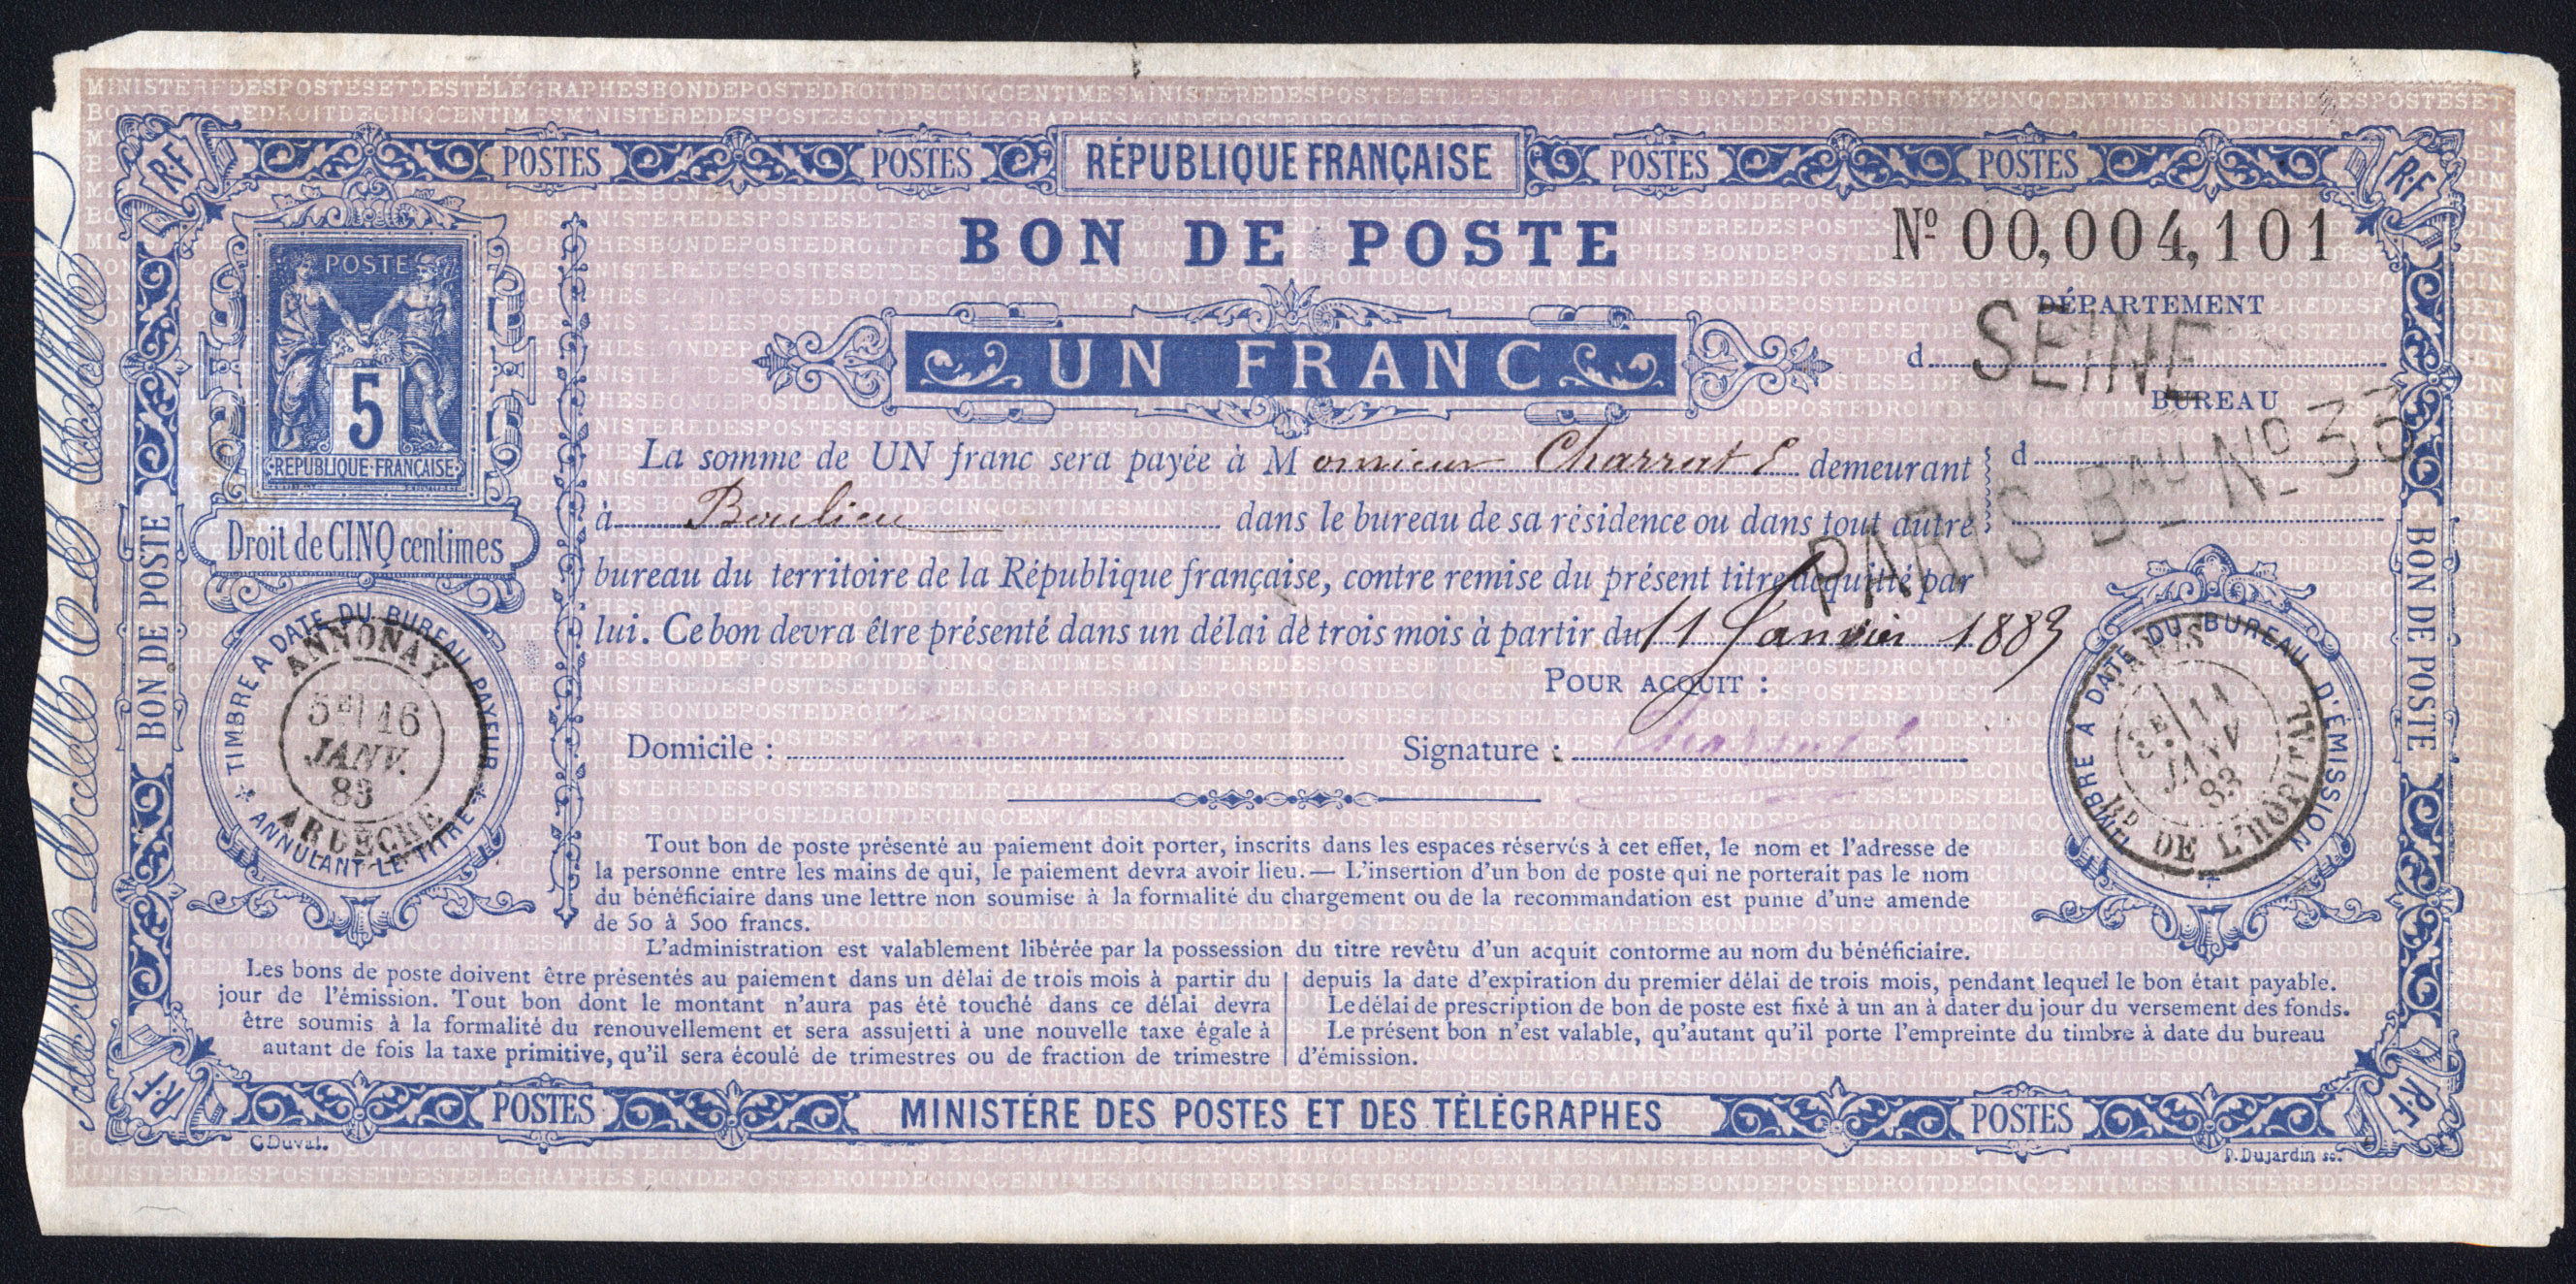 POSTES POSTES RÉPUBLIQUE FRANÇAISE POSTES POSTES
R·F R·F
BON DE POSTE
Nº 00,004,101
POSTE
5
REPUBLIQUE·FRANÇAISE
Droit de CINQ centimes
UN FRANC
DÉPARTEMENT
d SEINE
BUREAU
d PARIS BAU Nº 33
La somme de UN franc sera payée à Monsieur Charrat E demeurant
à Boulieu dans le bureau de sa résidence ou dans tout autre
bureau du territoire de la République française, contre remise du présent titre acquitté par
lui. Ce bon devra être présenté dans un délai de trois mois à partir du 11 Janvier 1883
POUR ACQUIT :
Domicile : Signature :
TIMBRE A DATE DU BUREAU PAYEUR
* ANNULANT LE TITRE *
ANNONAY
5E 16
JANV.
83
ARDÈCHE
TIMBRE A DATE DU BUREAU D'ÉMISSION
PARIS
3E 11
JANV
83
BD DE L'HÔPITAL
BON DE POSTE
BON DE POSTE
Tout bon de poste présenté au paiement doit porter, inscrits dans les espaces réservés à cet effet, le nom et l'adresse de
la personne entre les mains de qui, le paiement devra avoir lieu. — L'insertion d'un bon de poste qui ne porterait pas le nom
du bénéficiaire dans une lettre non soumise à la formalité du chargement ou de la recommandation est punie d'une amende
de 50 à 500 francs.
L'administration est valablement libérée par la possession du titre revêtu d'un acquit conforme au nom du bénéficiaire.
Les bons de poste doivent être présentés au paiement dans un délai de trois mois à partir du
jour de l'émission. Tout bon dont le montant n'aura pas été touché dans ce délai devra
être soumis à la formalité du renouvellement et sera assujetti à une nouvelle taxe égale à
autant de fois la taxe primitive, qu'il sera écoulé de trimestres ou de fraction de trimestre
depuis la date d'expiration du premier délai de trois mois, pendant lequel le bon était payable.
Le délai de prescription de bon de poste est fixé à un an à dater du jour du versement des fonds.
Le présent bon n'est valable, qu'autant qu'il porte l'empreinte du timbre à date du bureau
d'émission.
R·F R·F
POSTES MINISTÉRE DES POSTES ET DES TÉLÉGRAPHES POSTES
C. Duval. P. Dujardin sc.